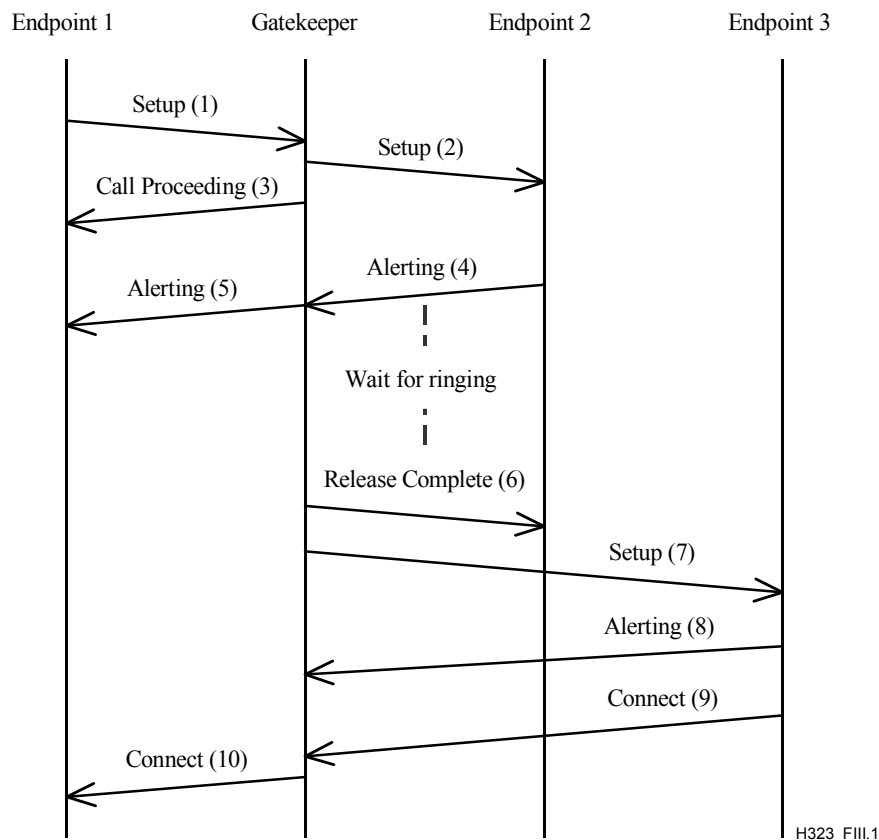 Endpoint 1 Gatekeeper Endpoint 2 Endpoint 3
Setup (1)
Setup (2)
Call Proceeding (3)
Alerting (4)
Alerting (5)
Wait for ringing
Release Complete (6)
Setup (7)
Alerting (8)
Connect (9)
Connect (10)
H323_FIII.1